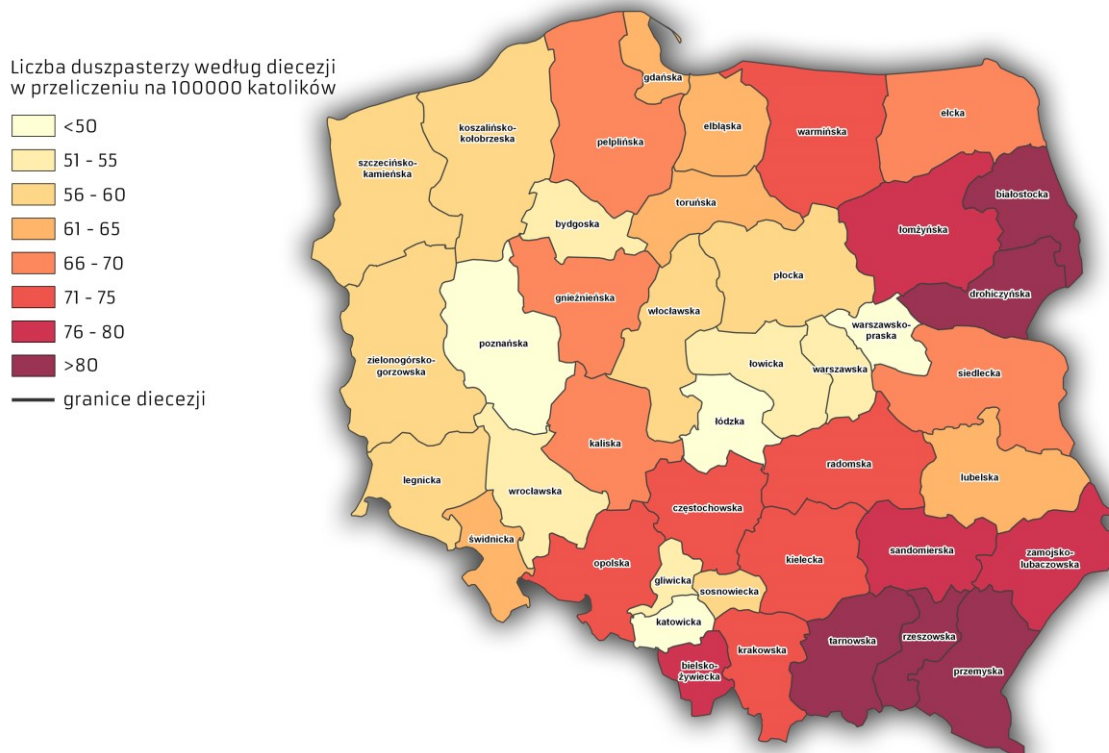 Liczba duszpasterzy według diecezji
w przeliczeniu na 100000 katolików
<50
51 - 55
56 - 60
61 - 65
66 - 70
71 - 75
76 - 80
>80
granice diecezji
gdańska
koszalińsko-
kołobrzeska
pelplińska
elbląska
warmińska
ełcka
szczecińsko-
kamieńska
bydgoska
toruńska
łomżyńska
białostocka
drohiczyńska
płocka
gnieźnieńska
włocławska
warszawsko-
praska
poznańska
zielonogórsko-
gorzowska
łowicka
warszawska
siedlecka
łódzka
kaliska
radomska
lubelska
legnicka
wrocławska
częstochowska
świdnicka
opolska
gliwicka
sosnowiecka
kielecka
sandomierska
zamojsko-
lubaczowska
katowicka
bielsko-
żywiecka
krakowska
tarnowska
rzeszowska
przemyska